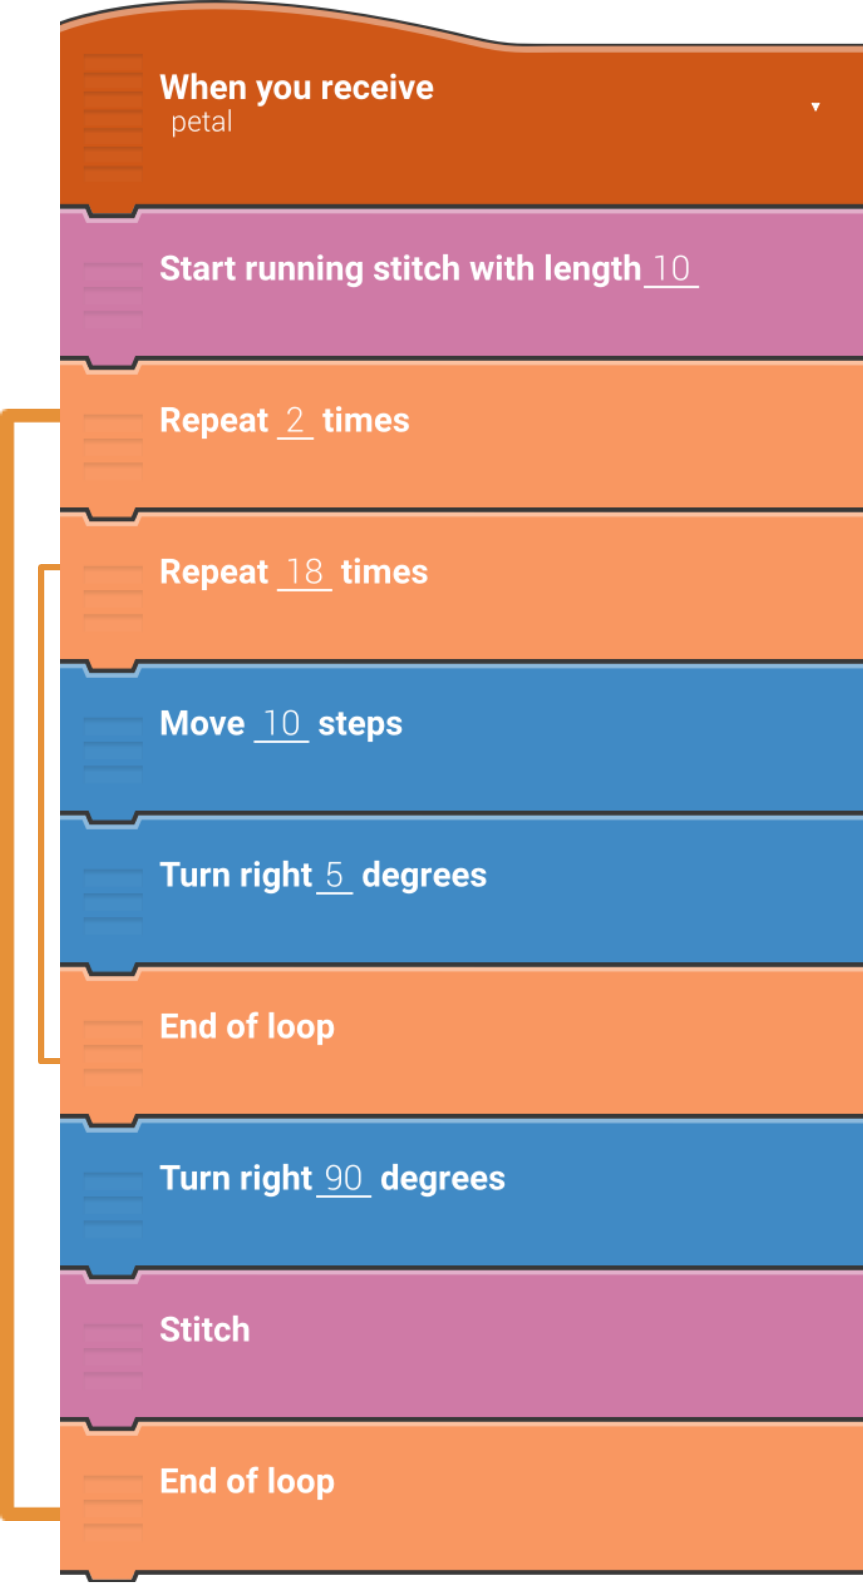 When you receive
petal
Start running stitch with length 10
Repeat 2 times
Repeat 18 times
Move 10 steps
Turn right 5 degrees
End of loop
Turn right 90 degrees
Stitch
End of loop